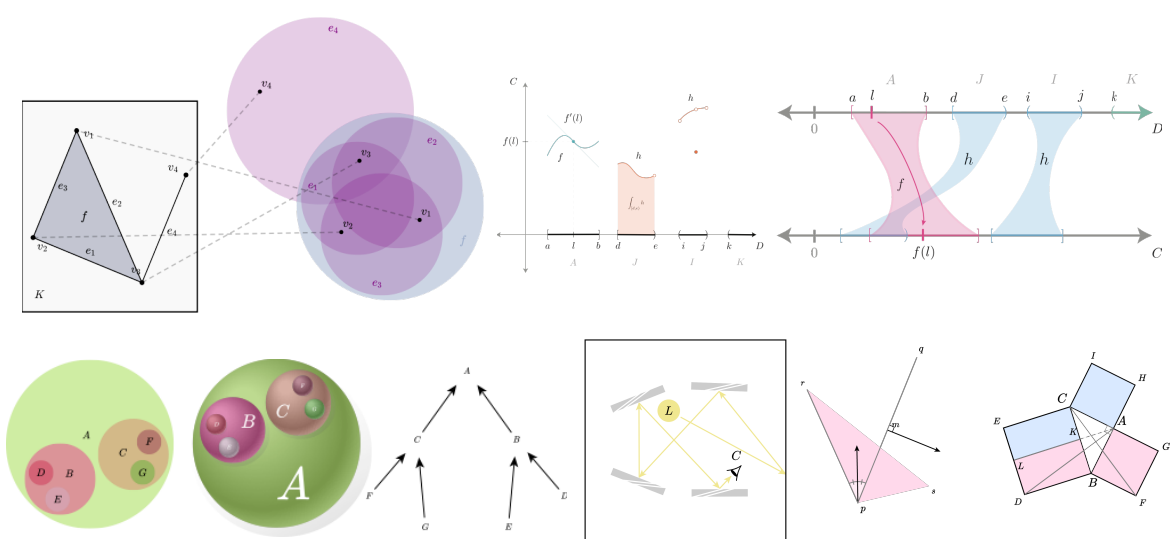 v₁
v₄
e₃
e₂
f
v₂
e₁
e₄
v₃
K
e₄
v₄
v₃
e₂
e₁
v₁
v₂
f
e₃
C
f′(l)
f(l)
f
h
h
∫ h
a l b d e i j k D
A J I K
A J I K
a l b d e i j k
0 D
f h h
0 C
f(l)
A
F
C
D B G
E
F
B C G
D
E
A
A
C B
F D
G E
L
C
q
r
m
s
p
I
H
C
E A
K
G
L
B
D F